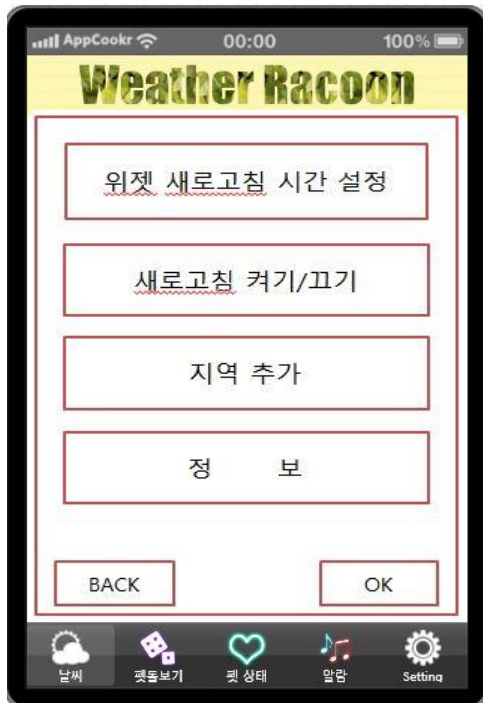 AppCookr 00:00 100%
Weather Racoon
위젯 새로고침 시간 설정
새로고침 켜기/끄기
지역 추가
정 보
BACK OK
날씨 펫돌보기 펫 상태 알람 Setting